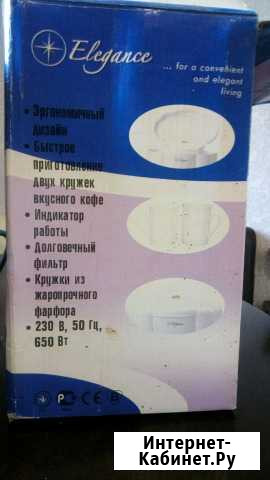 Elegance
... for a convenient
and elegant
living
• Эргономичный
дизайн
• Быстрое
приготовление
двух кружек
вкусного кофе
• Индикатор
работы
• Долговечный
фильтр
• Кружки из
жаропрочного
фарфора
• 230 В, 50 Гц,
650 Вт
Интернет-
Кабинет.Ру